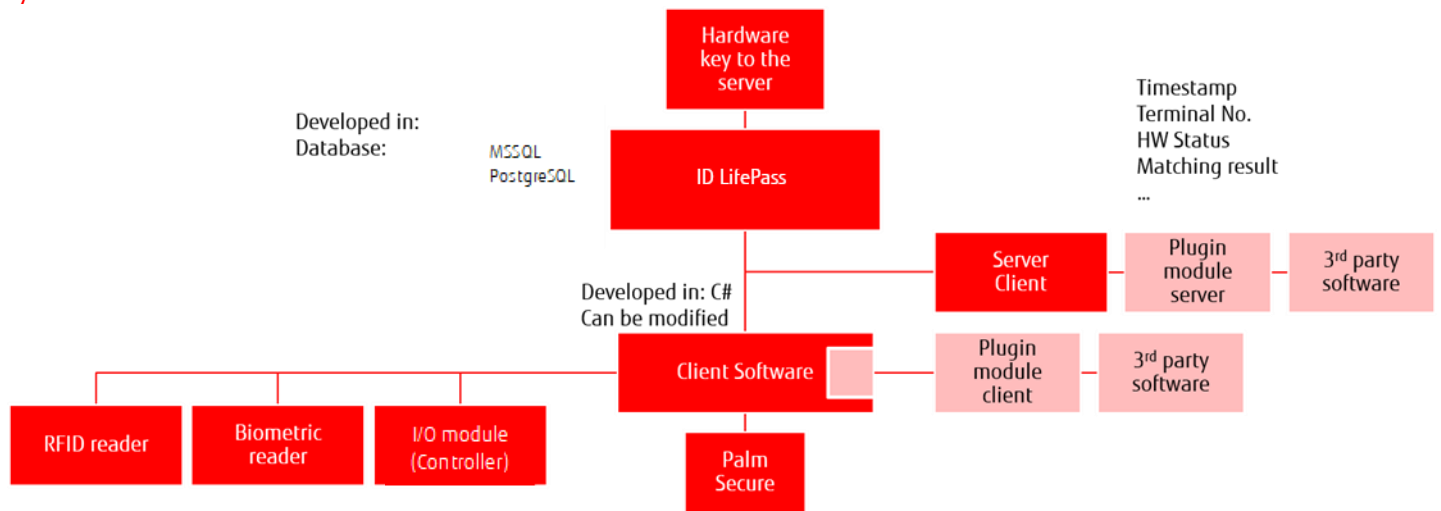 Hardware
key to the
server
Timestamp
Terminal No.
HW Status
Matching result
...
Developed in:
Database:
MSSQL
PostgreSQL
ID LifePass
Server
Client
Plugin
module
server
3rd party
software
Developed in: C#
Can be modified
Client Software
Plugin
module
client
3rd party
software
RFID reader
Biometric
reader
I/O module
(Controller)
Palm
Secure